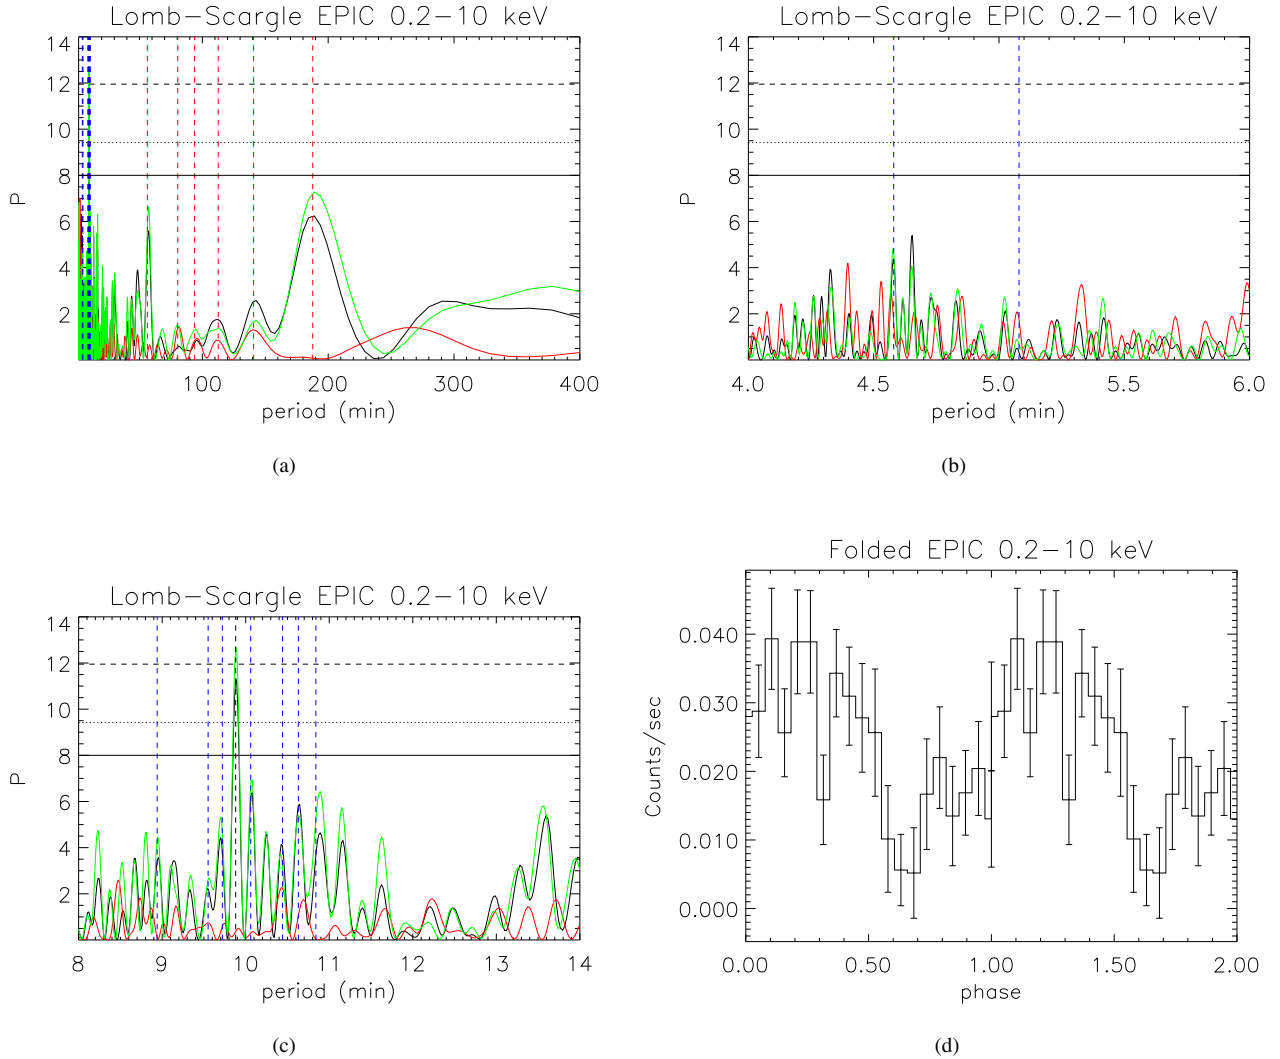 Lomb-Scargle EPIC 0.2-10 keV
14
12
10
8
6
4
2
P
100 200 300 400
period (min)
(a)
Lomb-Scargle EPIC 0.2-10 keV
14
12
10
8
6
4
2
P
4.0 4.5 5.0 5.5 6.0
period (min)
(b)
Lomb-Scargle EPIC 0.2-10 keV
14
12
10
8
6
4
2
P
8 9 10 11 12 13 14
period (min)
(c)
Folded EPIC 0.2-10 keV
0.040
0.030
0.020
0.010
0.000
Counts/sec
0.00 0.50 1.00 1.50 2.00
phase
(d)